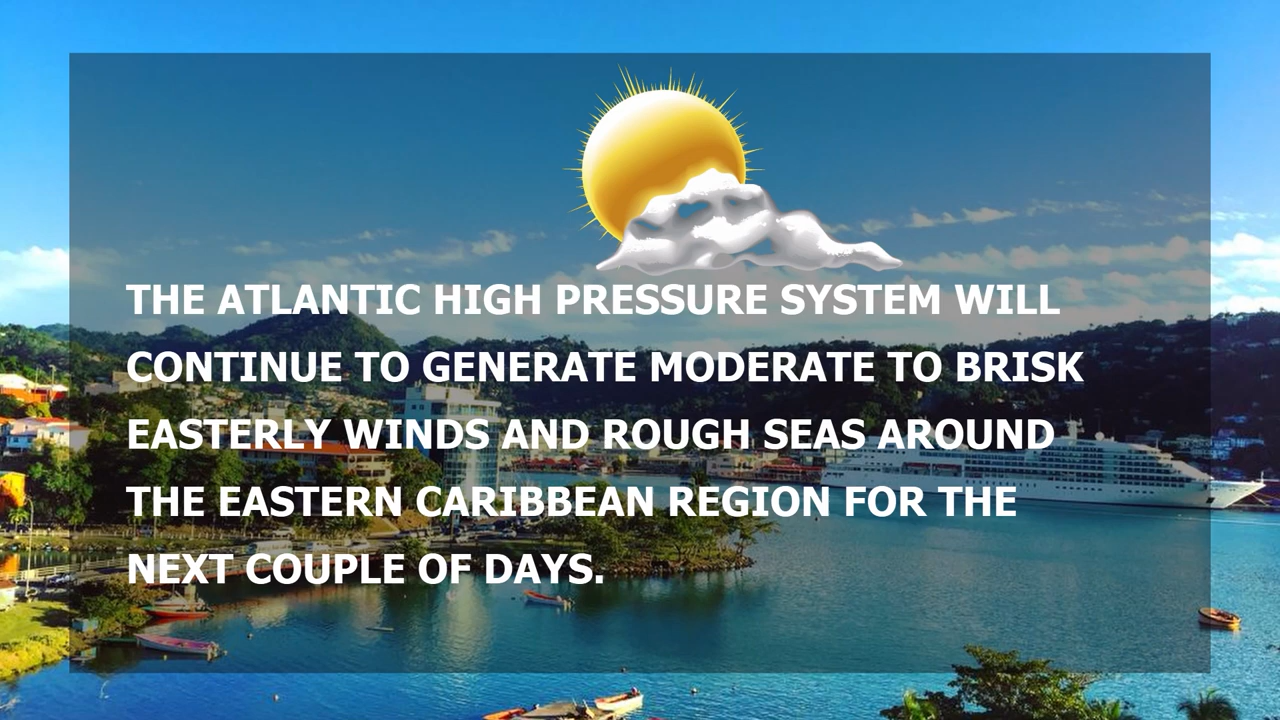 THE ATLANTIC HIGH PRESSURE SYSTEM WILL
CONTINUE TO GENERATE MODERATE TO BRISK
EASTERLY WINDS AND ROUGH SEAS AROUND
THE EASTERN CARIBBEAN REGION FOR THE
NEXT COUPLE OF DAYS.